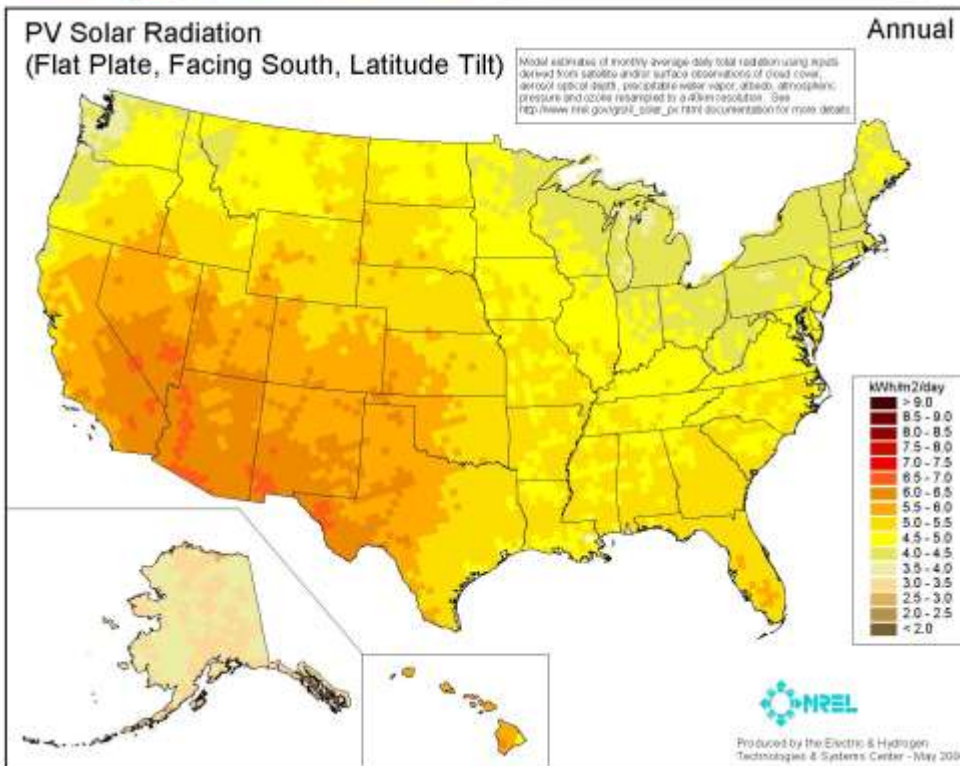 PV Solar Radiation
(Flat Plate, Facing South, Latitude Tilt)
Annual
Model estimates of monthly average daily total radiation using inputs
derived from satellite and/or surface observations of cloud cover,
aerosol optical depth, precipitable water vapor, albedo, atmospheric
pressure and ozone resampled to a 40km resolution. See
documentation for more details
kWh/m2/day
> 9.0
8.5 - 9.0
8.0 - 8.5
7.5 - 8.0
7.0 - 7.5
6.5 - 7.0
6.0 - 6.5
5.5 - 6.0
5.0 - 5.5
4.5 - 5.0
4.0 - 4.5
3.5 - 4.0
3.0 - 3.5
2.5 - 3.0
2.0 - 2.5
< 2.0
NREL
Produced by the Electric & Hydrogen
Technologies & Systems Center - May